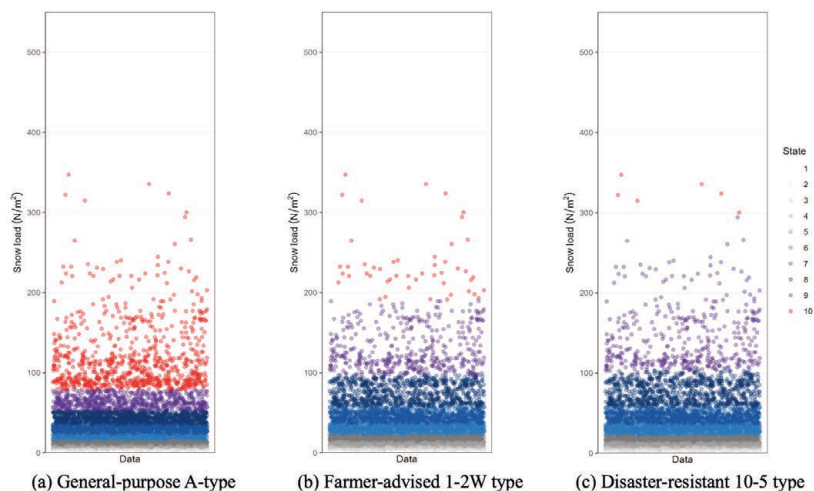 Snow load (N/m²)
500
400
300
200
100
0
Data
(a) General-purpose A-type
Snow load (N/m²)
500
400
300
200
100
0
Data
(b) Farmer-advised 1-2W type
Snow load (N/m²)
500
400
300
200
100
0
Data
(c) Disaster-resistant 10-5 type
State
1
2
3
4
5
6
7
8
9
10